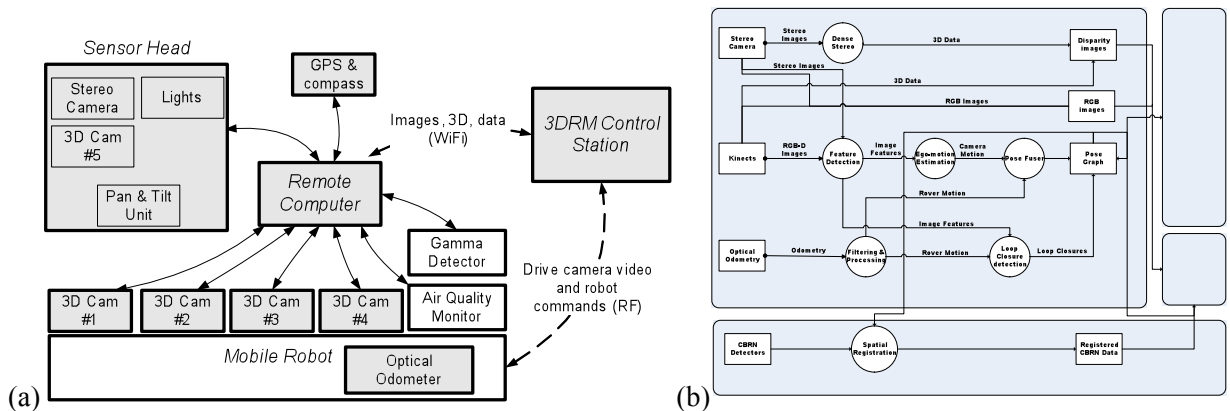 Sensor Head
Stereo
Camera
Lights
3D Cam
#5
Pan & Tilt
Unit
GPS &
compass
Images, 3D, data
(WiFi)
3DRM Control
Station
Remote
Computer
Gamma
Detector
Air Quality
Monitor
Drive camera video
and robot
commands (RF)
3D Cam
#1
3D Cam
#2
3D Cam
#3
3D Cam
#4
Mobile Robot
Optical
Odometer
(a)
Stereo
Camera
Stereo
Images
Dense
Stereo
3D Data
Disparity
images
Stereo Images
3D Data
RGB Images
RGB
images
Kinects
RGB-D
Images
Feature
Detection
Image
Features
Ego-motion
Estimation
Camera
Motion
Pose Fuser
Pose
Graph
Rover Motion
Image Features
Optical
Odometry
Odometry
Filtering &
Processing
Rover Motion
Loop
Closure
detection
Loop Closures
CBRN
Detectors
Spatial
Registration
Registered
CBRN Data
(b)